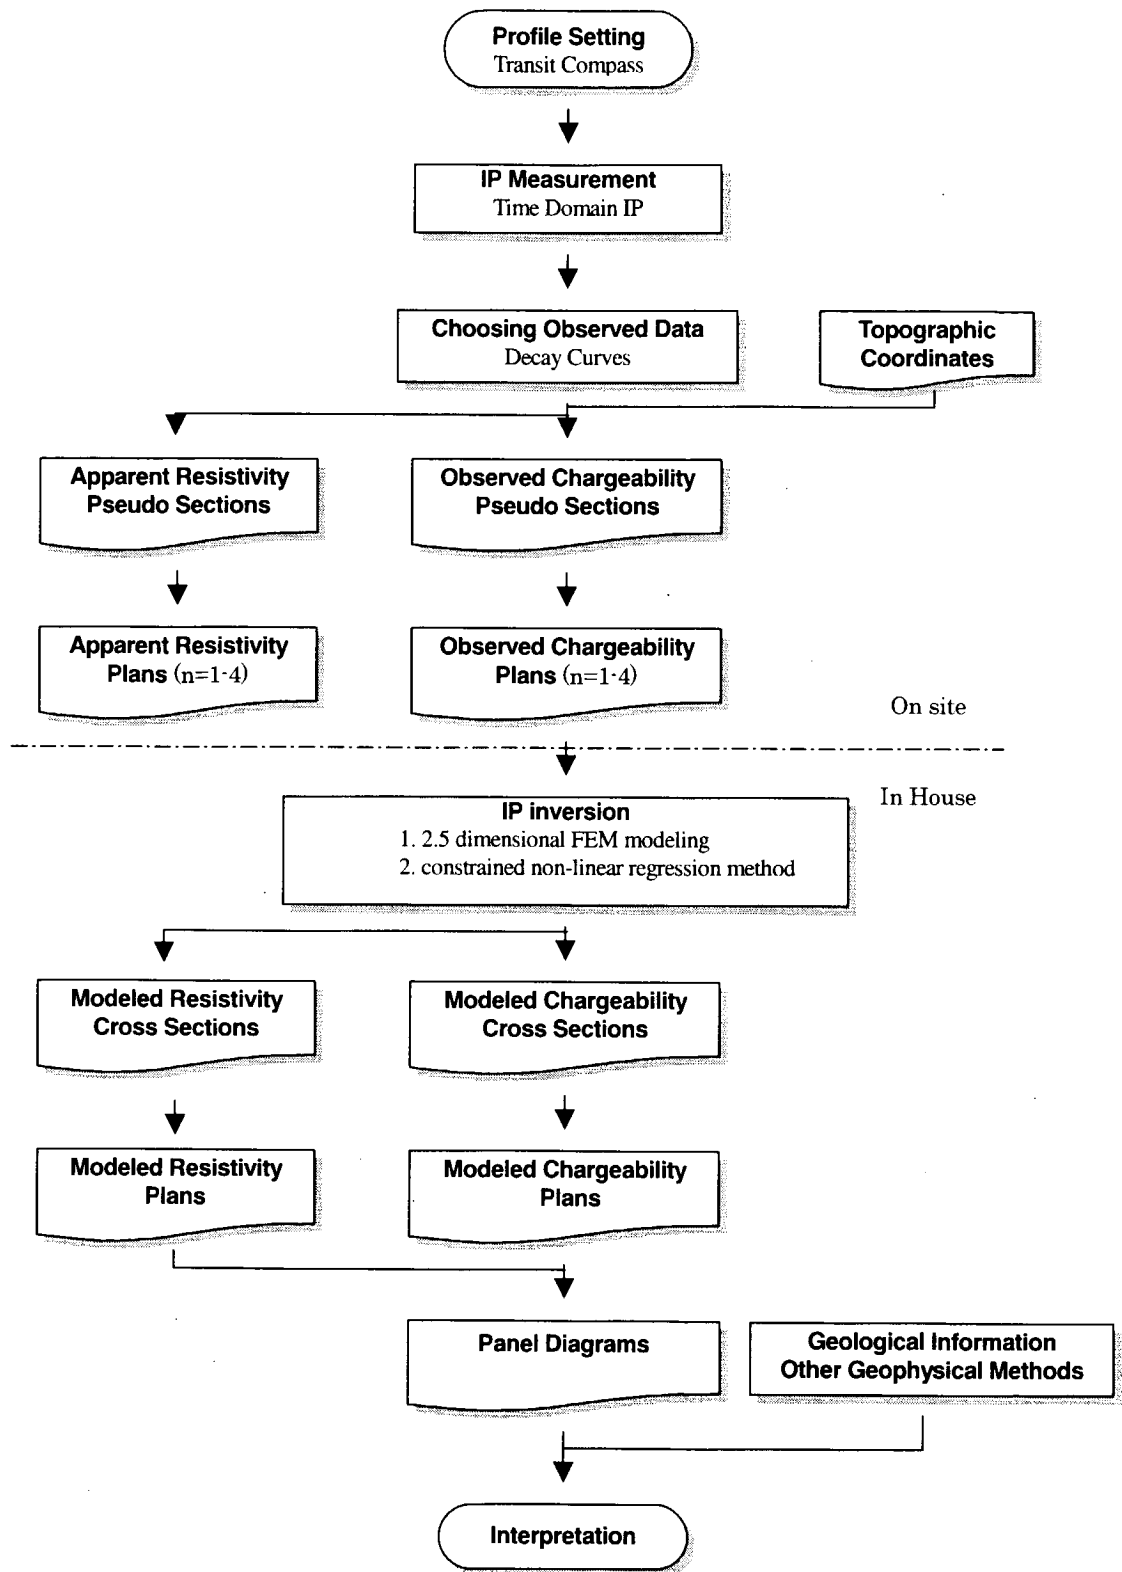 Profile Setting
Transit Compass
IP Measurement
Time Domain IP
Choosing Observed Data
Decay Curves
Topographic
Coordinates
Apparent Resistivity
Pseudo Sections
Observed Chargeability
Pseudo Sections
Apparent Resistivity
Plans (n=1-4)
Observed Chargeability
Plans (n=1-4)
On site
In House
IP inversion
1. 2.5 dimensional FEM modeling
2. constrained non-linear regression method
Modeled Resistivity
Cross Sections
Modeled Chargeability
Cross Sections
Modeled Resistivity
Plans
Modeled Chargeability
Plans
Panel Diagrams
Geological Information
Other Geophysical Methods
Interpretation